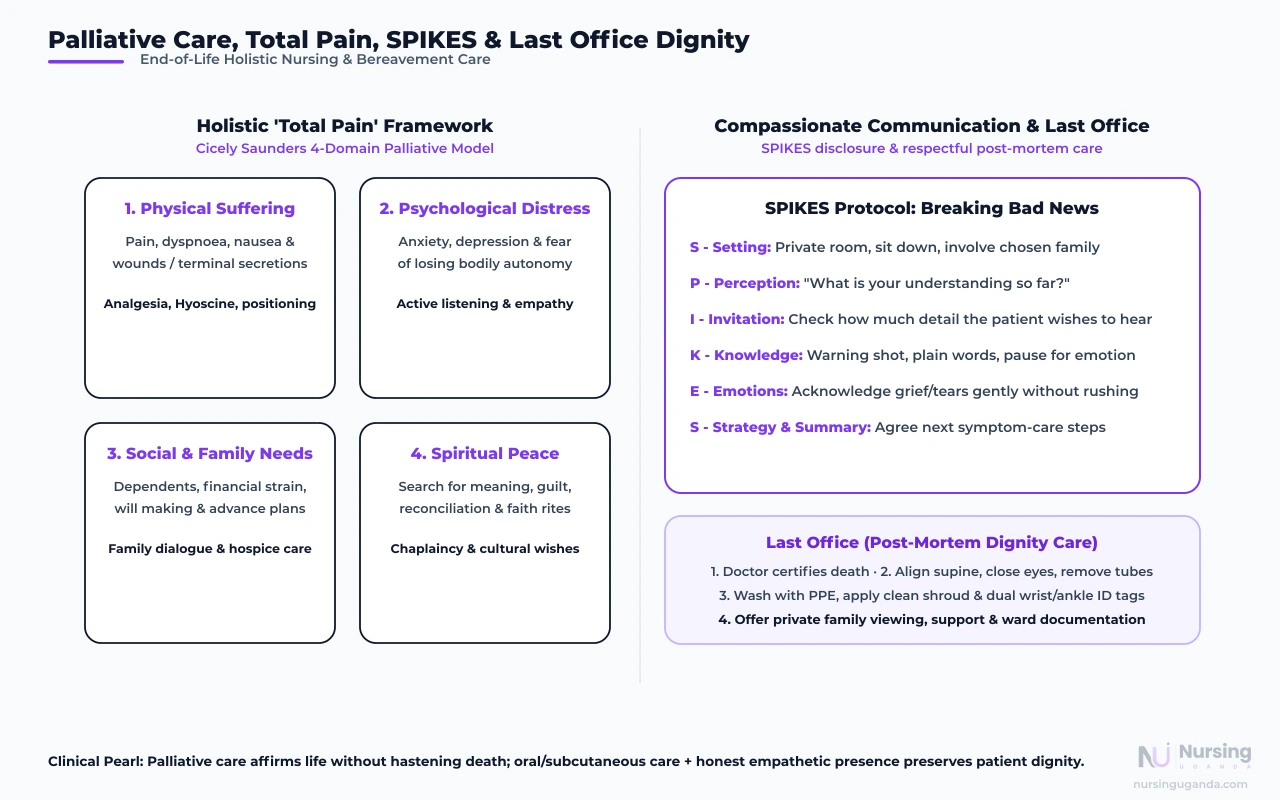 Palliative Care, Total Pain, SPIKES & Last Office Dignity
End-of-Life Holistic Nursing & Bereavement Care
Holistic 'Total Pain' Framework
Cicely Saunders 4-Domain Palliative Model
1. Physical Suffering
Pain, dyspnoea, nausea &
wounds / terminal secretions
Analgesia, Hyoscine, positioning
2. Psychological Distress
Anxiety, depression & fear
of losing bodily autonomy
Active listening & empathy
3. Social & Family Needs
Dependents, financial strain,
will making & advance plans
Family dialogue & hospice care
4. Spiritual Peace
Search for meaning, guilt,
reconciliation & faith rites
Chaplaincy & cultural wishes
Compassionate Communication & Last Office
SPIKES disclosure & respectful post-mortem care
SPIKES Protocol: Breaking Bad News
S - Setting: Private room, sit down, involve chosen family
P - Perception: "What is your understanding so far?"
I - Invitation: Check how much detail the patient wishes to hear
K - Knowledge: Warning shot, plain words, pause for emotion
E - Emotions: Acknowledge grief/tears gently without rushing
S - Strategy & Summary: Agree next symptom-care steps
Last Office (Post-Mortem Dignity Care)
1. Doctor certifies death · 2. Align supine, close eyes, remove tubes
3. Wash with PPE, apply clean shroud & dual wrist/ankle ID tags
4. Offer private family viewing, support & ward documentation
Clinical Pearl: Palliative care affirms life without hastening death; oral/subcutaneous care + honest empathetic presence preserves patient dignity.
NU Nursing
UGANDA
nursinguganda.com